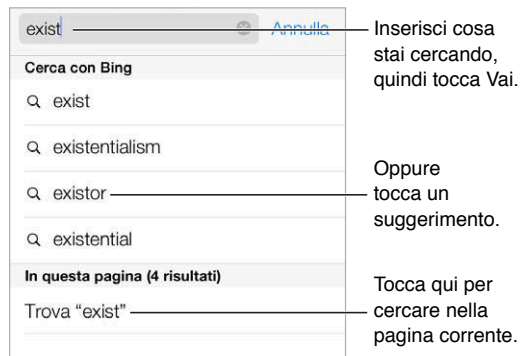 exist Annulla
Cerca con Bing
exist
existentialism
existor
existential
In questa pagina (4 risultati)
Trova “exist”
Inserisci cosa
stai cercando,
quindi tocca Vai.
Oppure
tocca un
suggerimento.
Tocca qui per
cercare nella
pagina corrente.